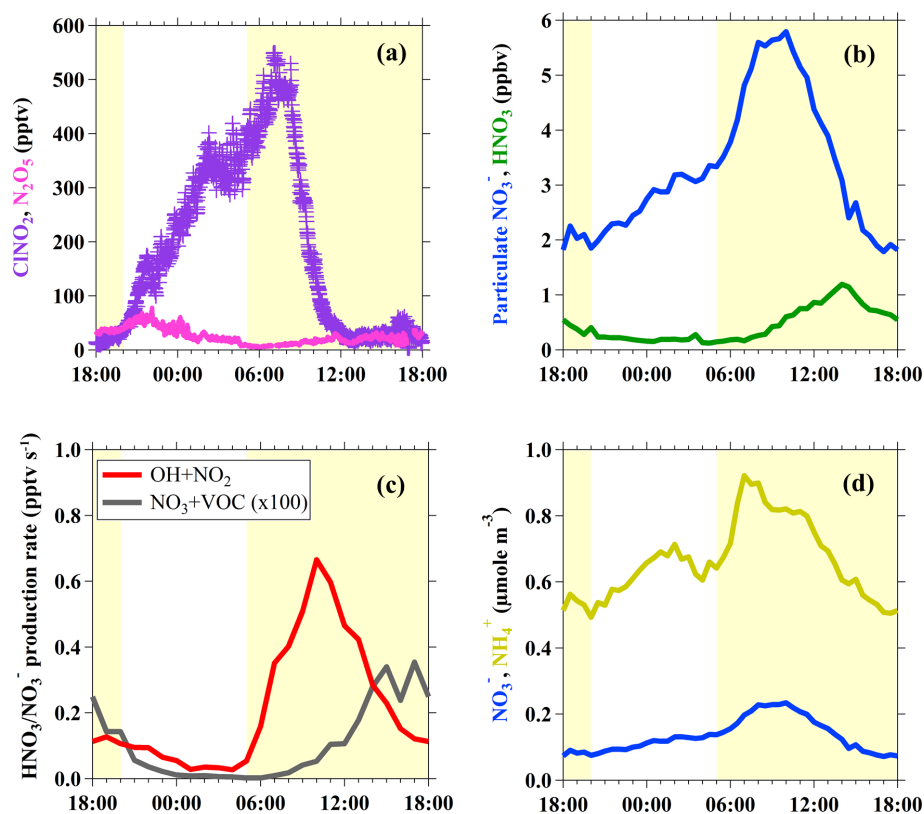 (a)
600
500
400
300
200
100
0
ClNO₂, N₂O₅ (pptv)
18:00 00:00 06:00 12:00 18:00
(b)
6
5
4
3
2
1
0
Particulate NO₃⁻, HNO₃ (ppbv)
18:00 00:00 06:00 12:00 18:00
(c)
OH+NO₂
NO₃+VOC (x100)
1.0
0.8
0.6
0.4
0.2
0.0
HNO₃/NO₃⁻ production rate (pptv s⁻¹)
18:00 00:00 06:00 12:00 18:00
(d)
1.0
0.8
0.6
0.4
0.2
0.0
NO₃⁻, NH₄⁺ (μmole m⁻³)
18:00 00:00 06:00 12:00 18:00